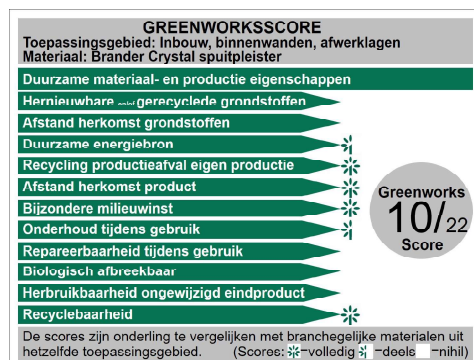 GREENWORKSSCORE
Toepassingsgebied: Inbouw, binnenwanden, afwerklagen
Materiaal: Brander Crystal spuitpleister
Duurzame materiaal- en productie eigenschappen
Hernieuwbare en/of gerecyclede grondstoffen
Afstand herkomst grondstoffen
Duurzame energiebron
Recycling productieafval eigen productie
Afstand herkomst product
Bijzondere milieuwinst
Onderhoud tijdens gebruik
Repareerbaarheid tijdens gebruik
Biologisch afbreekbaar
Herbruikbaarheid ongewijzigd eindproduct
Recyclebaarheid
Greenworks
10/22
Score
De scores zijn onderling te vergelijken met branchegelijke materialen uit
hetzelfde toepassingsgebied. (Scores: =volledig =deels =nihil)